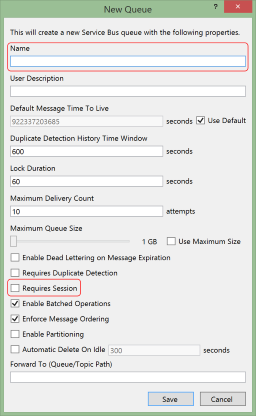 New Queue
This will create a new Service Bus queue with the following properties.
Name
User Description
Default Message Time To Live
922337203685 seconds Use Default
Duplicate Detection History Time Window
600 seconds
Lock Duration
60 seconds
Maximum Delivery Count
10 attempts
Maximum Queue Size
1 GB Use Maximum Size
Enable Dead Lettering on Message Expiration
Requires Duplicate Detection
Requires Session
Enable Batched Operations
Enforce Message Ordering
Enable Partitioning
Automatic Delete On Idle 300 seconds
Forward To (Queue/Topic Path)
Save Cancel